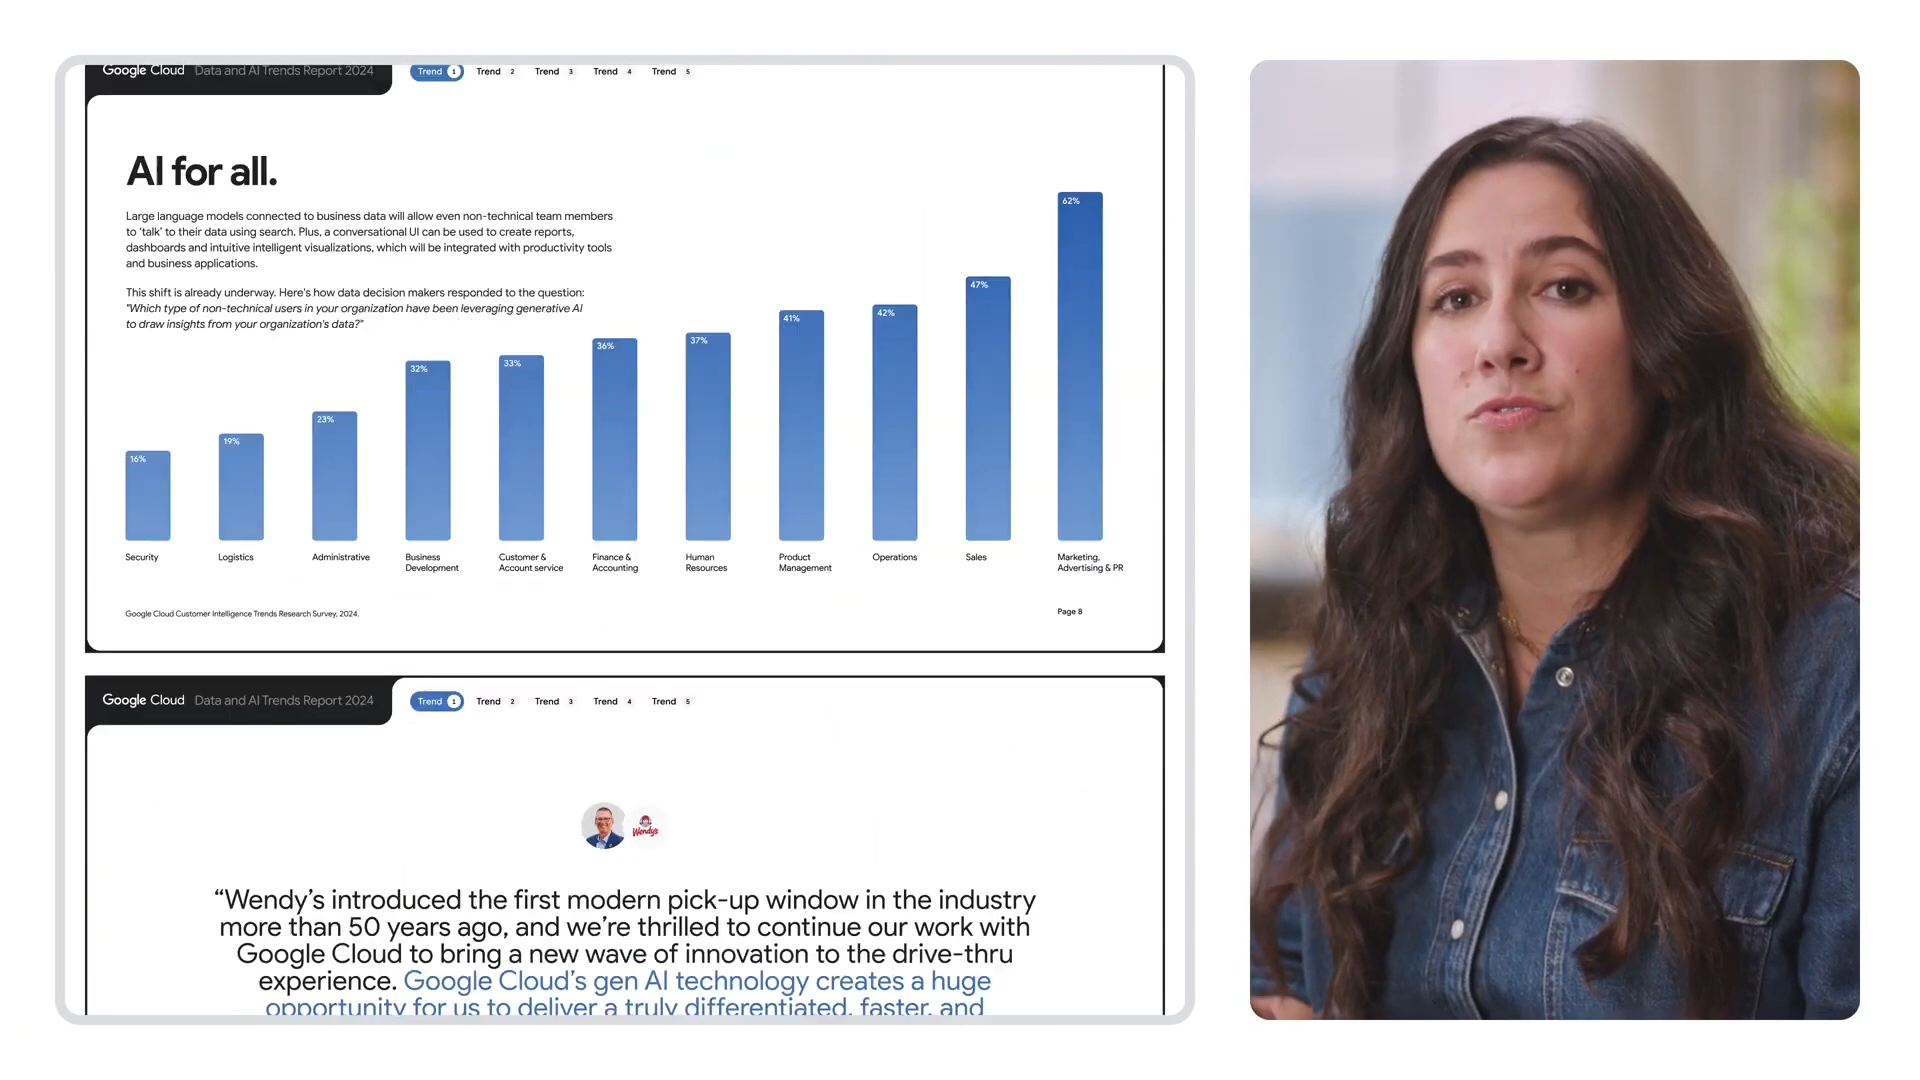 Google Cloud Data and AI Trends Report 2024 Trend 1 Trend 2 Trend 3 Trend 4 Trend 5
AI for all.
Large language models connected to business data will allow even non-technical team members
to ‘talk’ to their data using search. Plus, a conversational UI can be used to create reports,
dashboards and intuitive intelligent visualizations, which will be integrated with productivity tools
and business applications.
This shift is already underway. Here's how data decision makers responded to the question:
"Which type of non-technical users in your organization have been leveraging generative AI
to draw insights from your organization's data?"
16%
19%
23%
32%
33%
36%
37%
41%
42%
47%
62%
Security
Logistics
Administrative
Business
Development
Customer &
Account service
Finance &
Accounting
Human
Resources
Product
Management
Operations
Sales
Marketing,
Advertising & PR
Google Cloud Customer Intelligence Trends Research Survey, 2024.
Page 8
Google Cloud Data and AI Trends Report 2024 Trend 1 Trend 2 Trend 3 Trend 4 Trend 5
Wendy's
“Wendy’s introduced the first modern pick-up window in the industry
more than 50 years ago, and we’re thrilled to continue our work with
Google Cloud to bring a new wave of innovation to the drive-thru
experience. Google Cloud’s gen AI technology creates a huge
opportunity for us to deliver a truly differentiated, faster, and